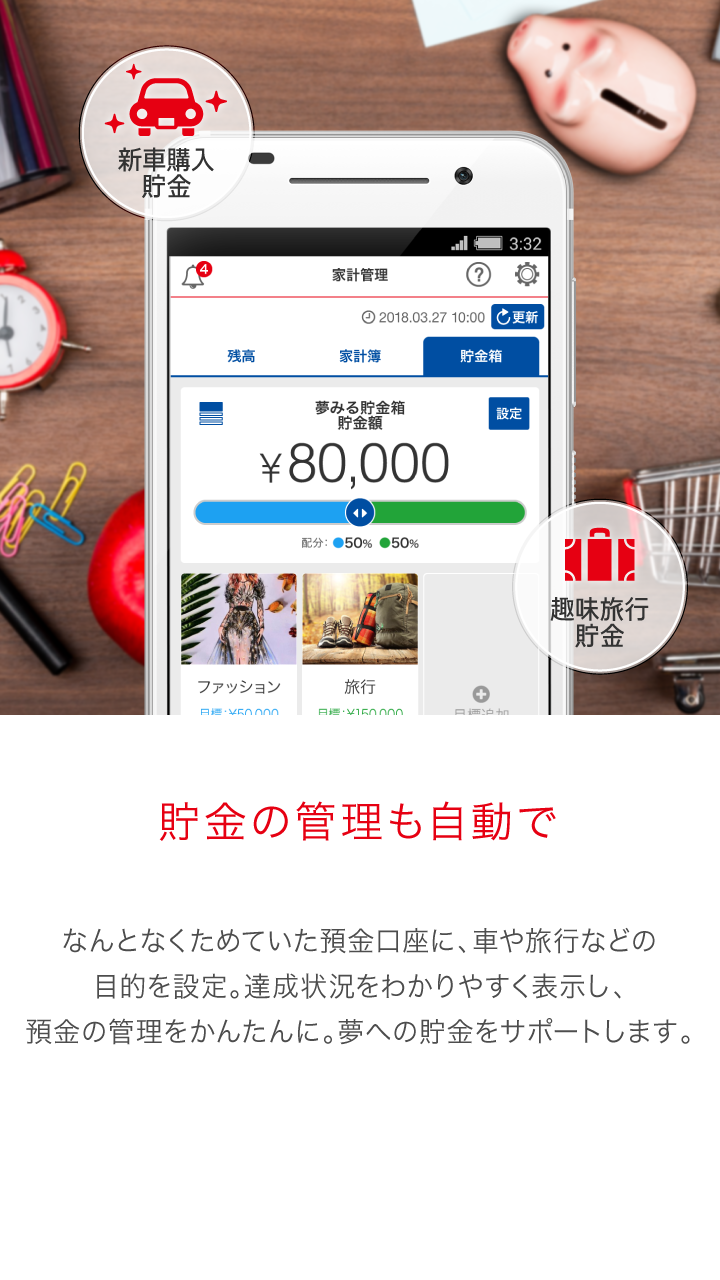 新車購入
貯金
3:32
4
家計管理
?
2018.03.27 10:00
更新
残高
家計簿
貯金箱
夢みる貯金箱
貯金額
設定
¥80,000
配分: 50% 50%
趣味旅行
貯金
ファッション
旅行
目標:¥50,000
目標:¥150,000
目標追加
貯金の管理も自動で
なんとなくためていた預金口座に、車や旅行などの
目的を設定。達成状況をわかりやすく表示し、
預金の管理をかんたんに。夢への貯金をサポートします。